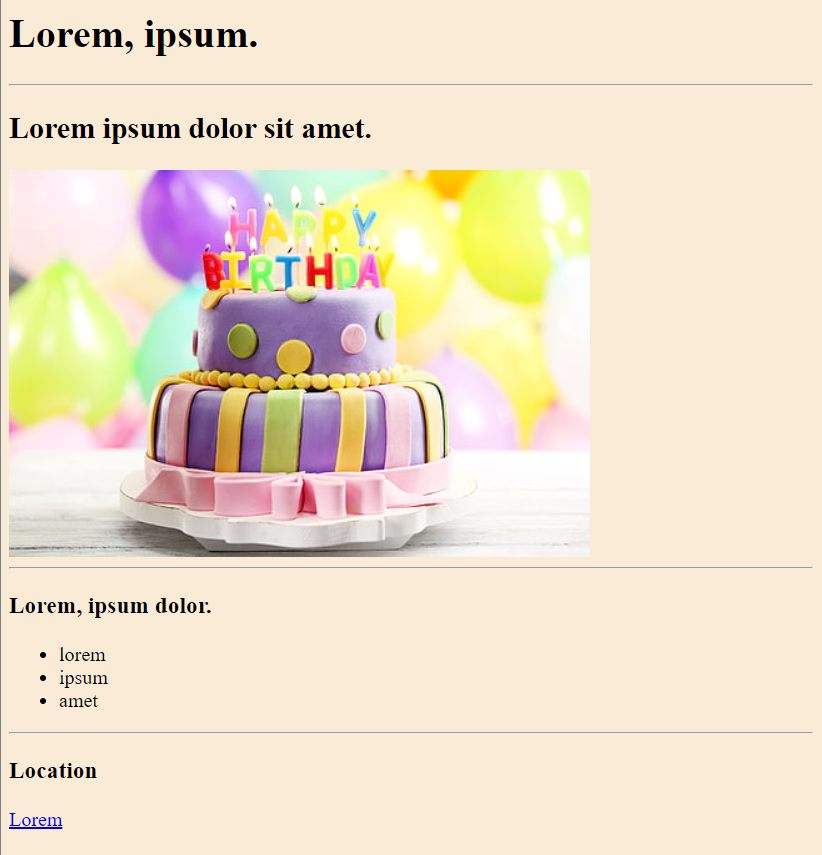 Lorem, ipsum.
Lorem ipsum dolor sit amet.
HAPPY
BIRTHDAY
Lorem, ipsum dolor.
lorem
ipsum
amet
Location
Lorem